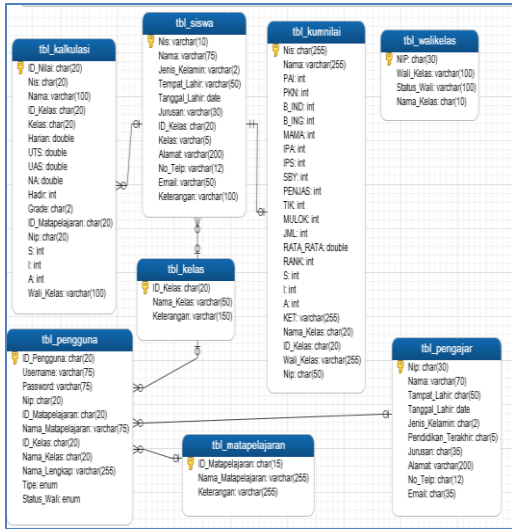 tbl_kalkulasi
ID_Nilai: char(20)
Nis: char(20)
Nama: varchar(100)
ID_Kelas: char(20)
Kelas: char(20)
Harian: double
UTS: double
UAS: double
NA: double
Hadir: int
Grade: char(2)
ID_Matapelajaran: char(20)
Nip: char(20)
S: int
I: int
A: int
Wali_Kelas: varchar(100)
tbl_siswa
Nis: varchar(10)
Nama: varchar(75)
Jenis_Kelamin: varchar(2)
Tempat_Lahir: varchar(50)
Tanggal_Lahir: date
Jurusan: varchar(30)
ID_Kelas: char(20)
Kelas: varchar(5)
Alamat: varchar(200)
No_Telp: varchar(12)
Email: varchar(50)
Keterangan: varchar(100)
tbl_kumnilai
Nis: char(255)
Nama: varchar(255)
PAI: int
PKN: int
B_IND: int
B_ING: int
MAMA: int
IPA: int
IPS: int
SBY: int
PENJAS: int
TIK: int
MULOK: int
JML: int
RATA_RATA: double
RANK: int
S: int
I: int
A: int
KET: varchar(255)
Nama_Kelas: char(20)
ID_Kelas: char(20)
Wali_Kelas: varchar(255)
Nip: char(50)
tbl_walikelas
NIP: char(30)
Wali_Kelas: varchar(100)
Status_Wali: varchar(100)
Nama_Kelas: char(10)
tbl_kelas
ID_Kelas: char(20)
Nama_Kelas: varchar(50)
Keterangan: varchar(150)
tbl_pengguna
ID_Pengguna: char(20)
Username: varchar(75)
Password: varchar(75)
Nip: char(20)
ID_Matapelajaran: char(20)
Nama_Matapelajaran: varchar(75)
ID_Kelas: char(20)
Nama_Kelas: char(20)
Nama_Lengkap: varchar(255)
Tipe: enum
Status_Wali: enum
tbl_matapelajaran
ID_Matapelajaran: char(15)
Nama_Matapelajaran: varchar(255)
Keterangan: varchar(255)
tbl_pengajar
Nip: char(30)
Nama: varchar(70)
Tampat_Lahir: char(50)
Tanggal_Lahir: date
Jenis_Kelamin: char(2)
Pendidikan_Terakhir: char(5)
Jurusan: char(35)
Alamat: varchar(200)
No_Telp: char(12)
Email: char(35)